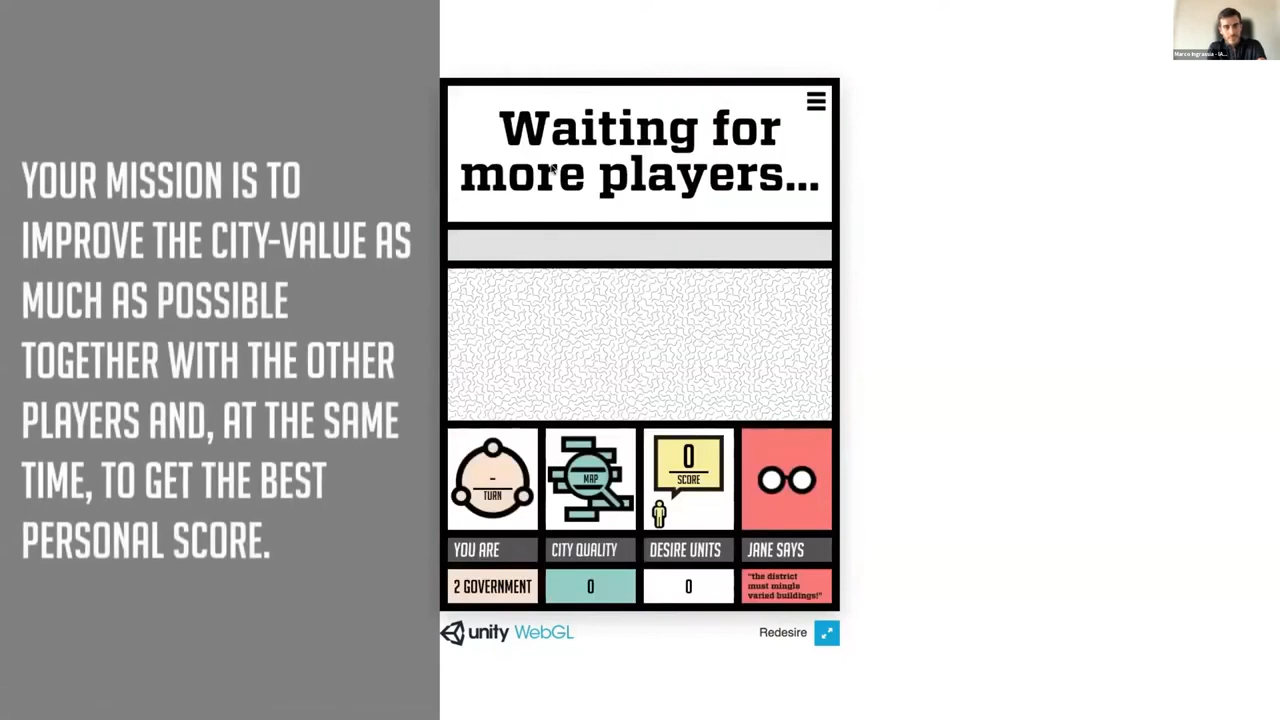 YOUR MISSION IS TO
IMPROVE THE CITY-VALUE AS
MUCH AS POSSIBLE
TOGETHER WITH THE OTHER
PLAYERS AND, AT THE SAME
TIME, TO GET THE BEST
PERSONAL SCORE.
Waiting for
more players...
-
TURN
MAP
0
SCORE
YOU ARE
CITY QUALITY
DESIRE UNITS
JANE SAYS
2 GOVERNMENT
0
0
"the district
must mingle
varied buildings!"
unity WebGL
Redesire
Marco Ingrassia - IA...